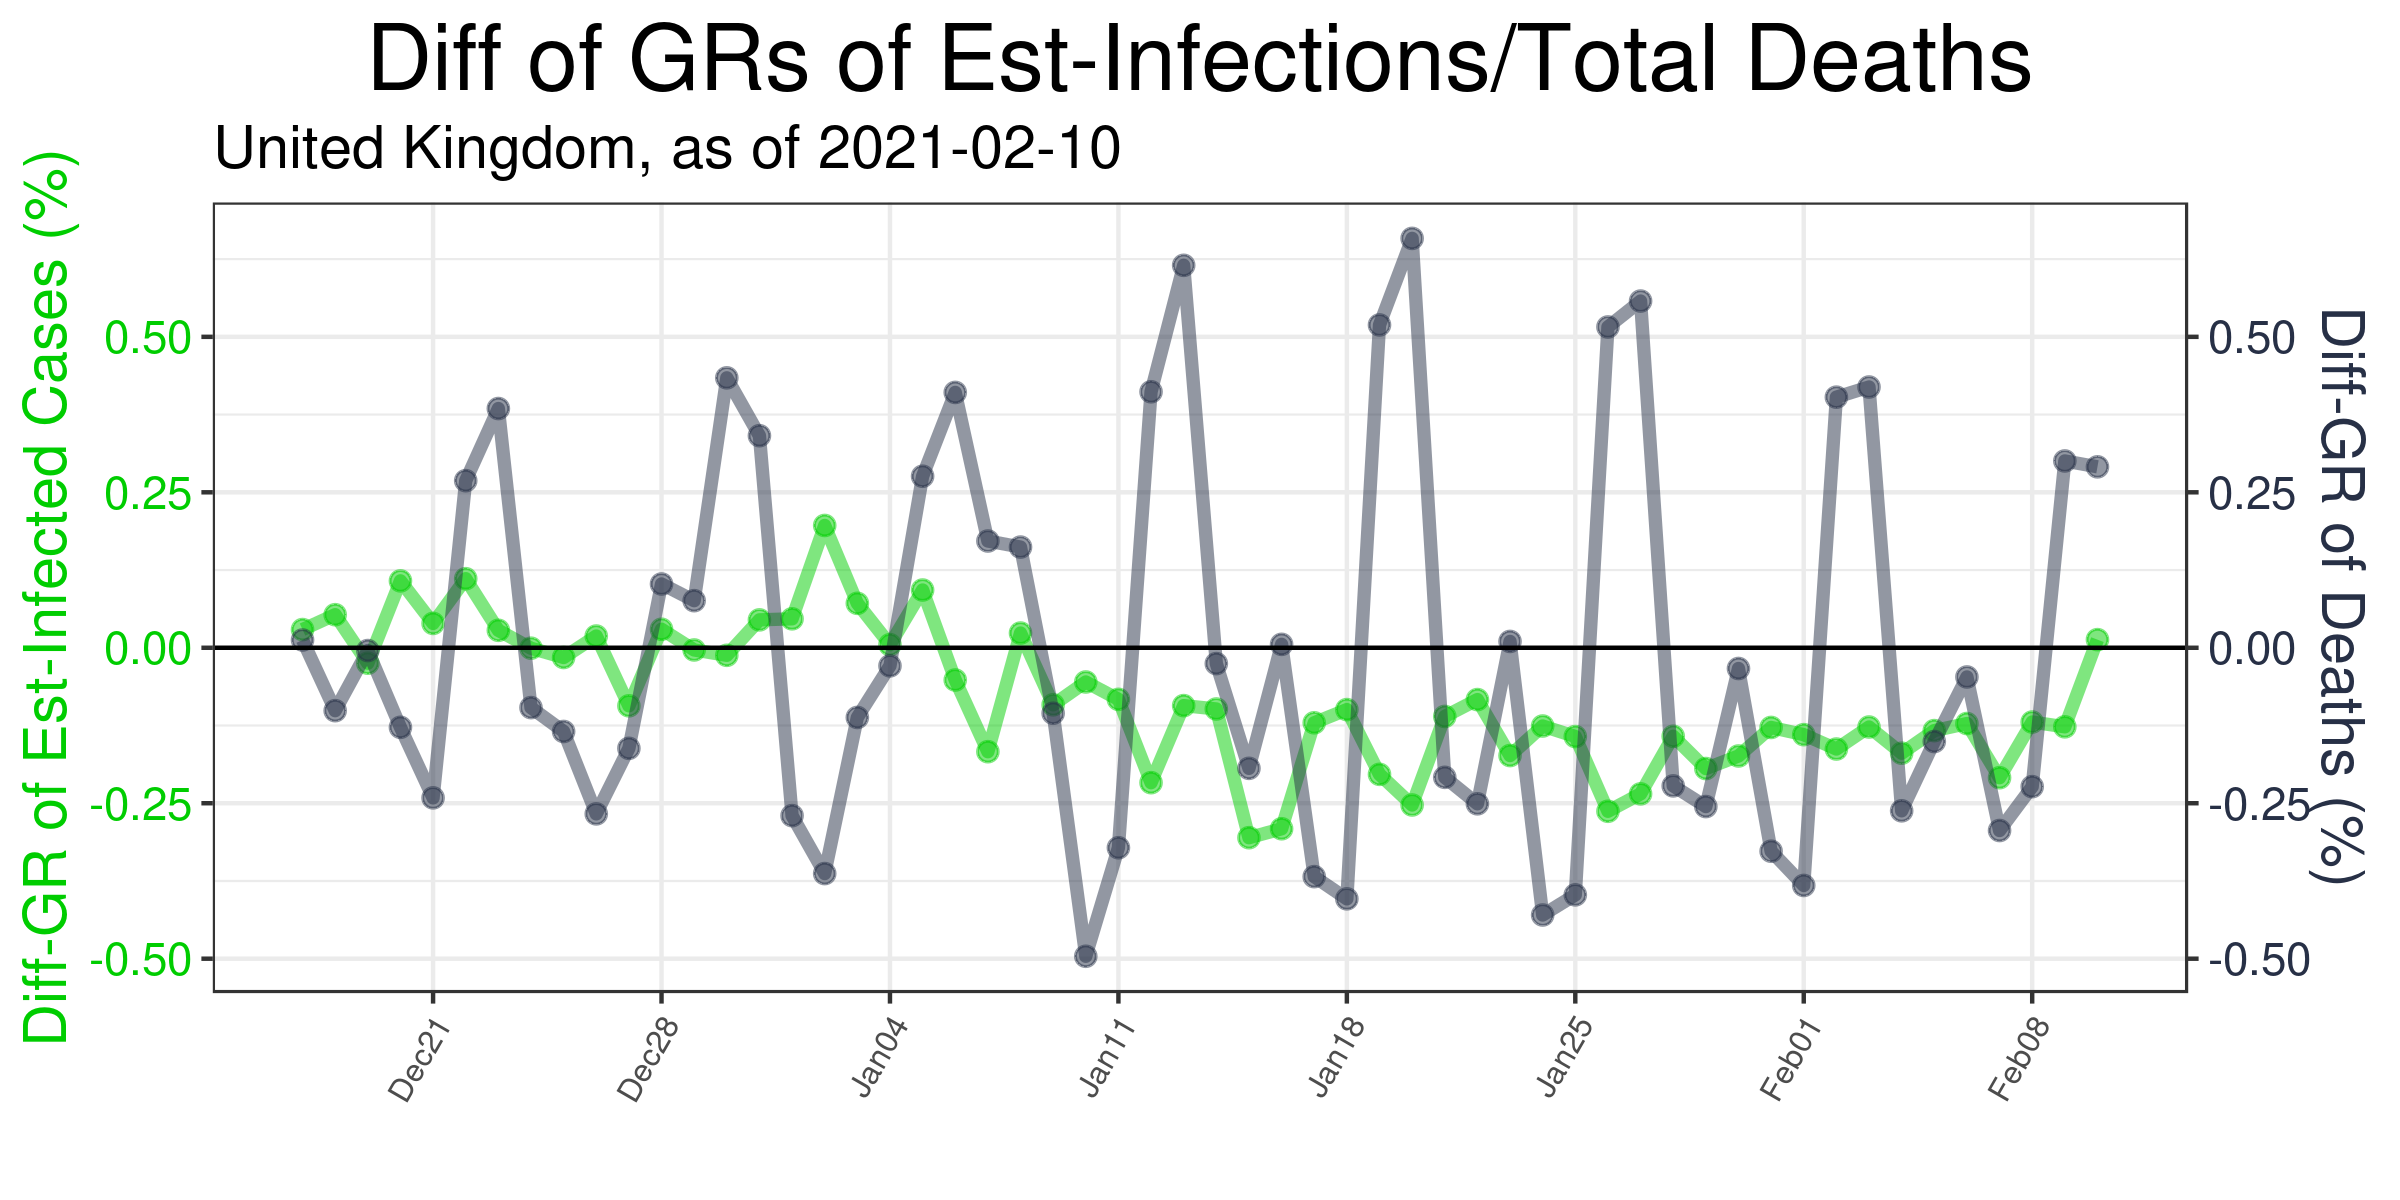 Diff of GRs of Est-Infections/Total Deaths
United Kingdom, as of 2021-02-10
Diff-GR of Est-Infected Cases (%)
0.50
0.25
0.00
-0.25
-0.50
0.50
0.25
0.00
-0.25
-0.50
Diff-GR of Deaths (%)
Dec21
Dec28
Jan04
Jan11
Jan18
Jan25
Feb01
Feb08